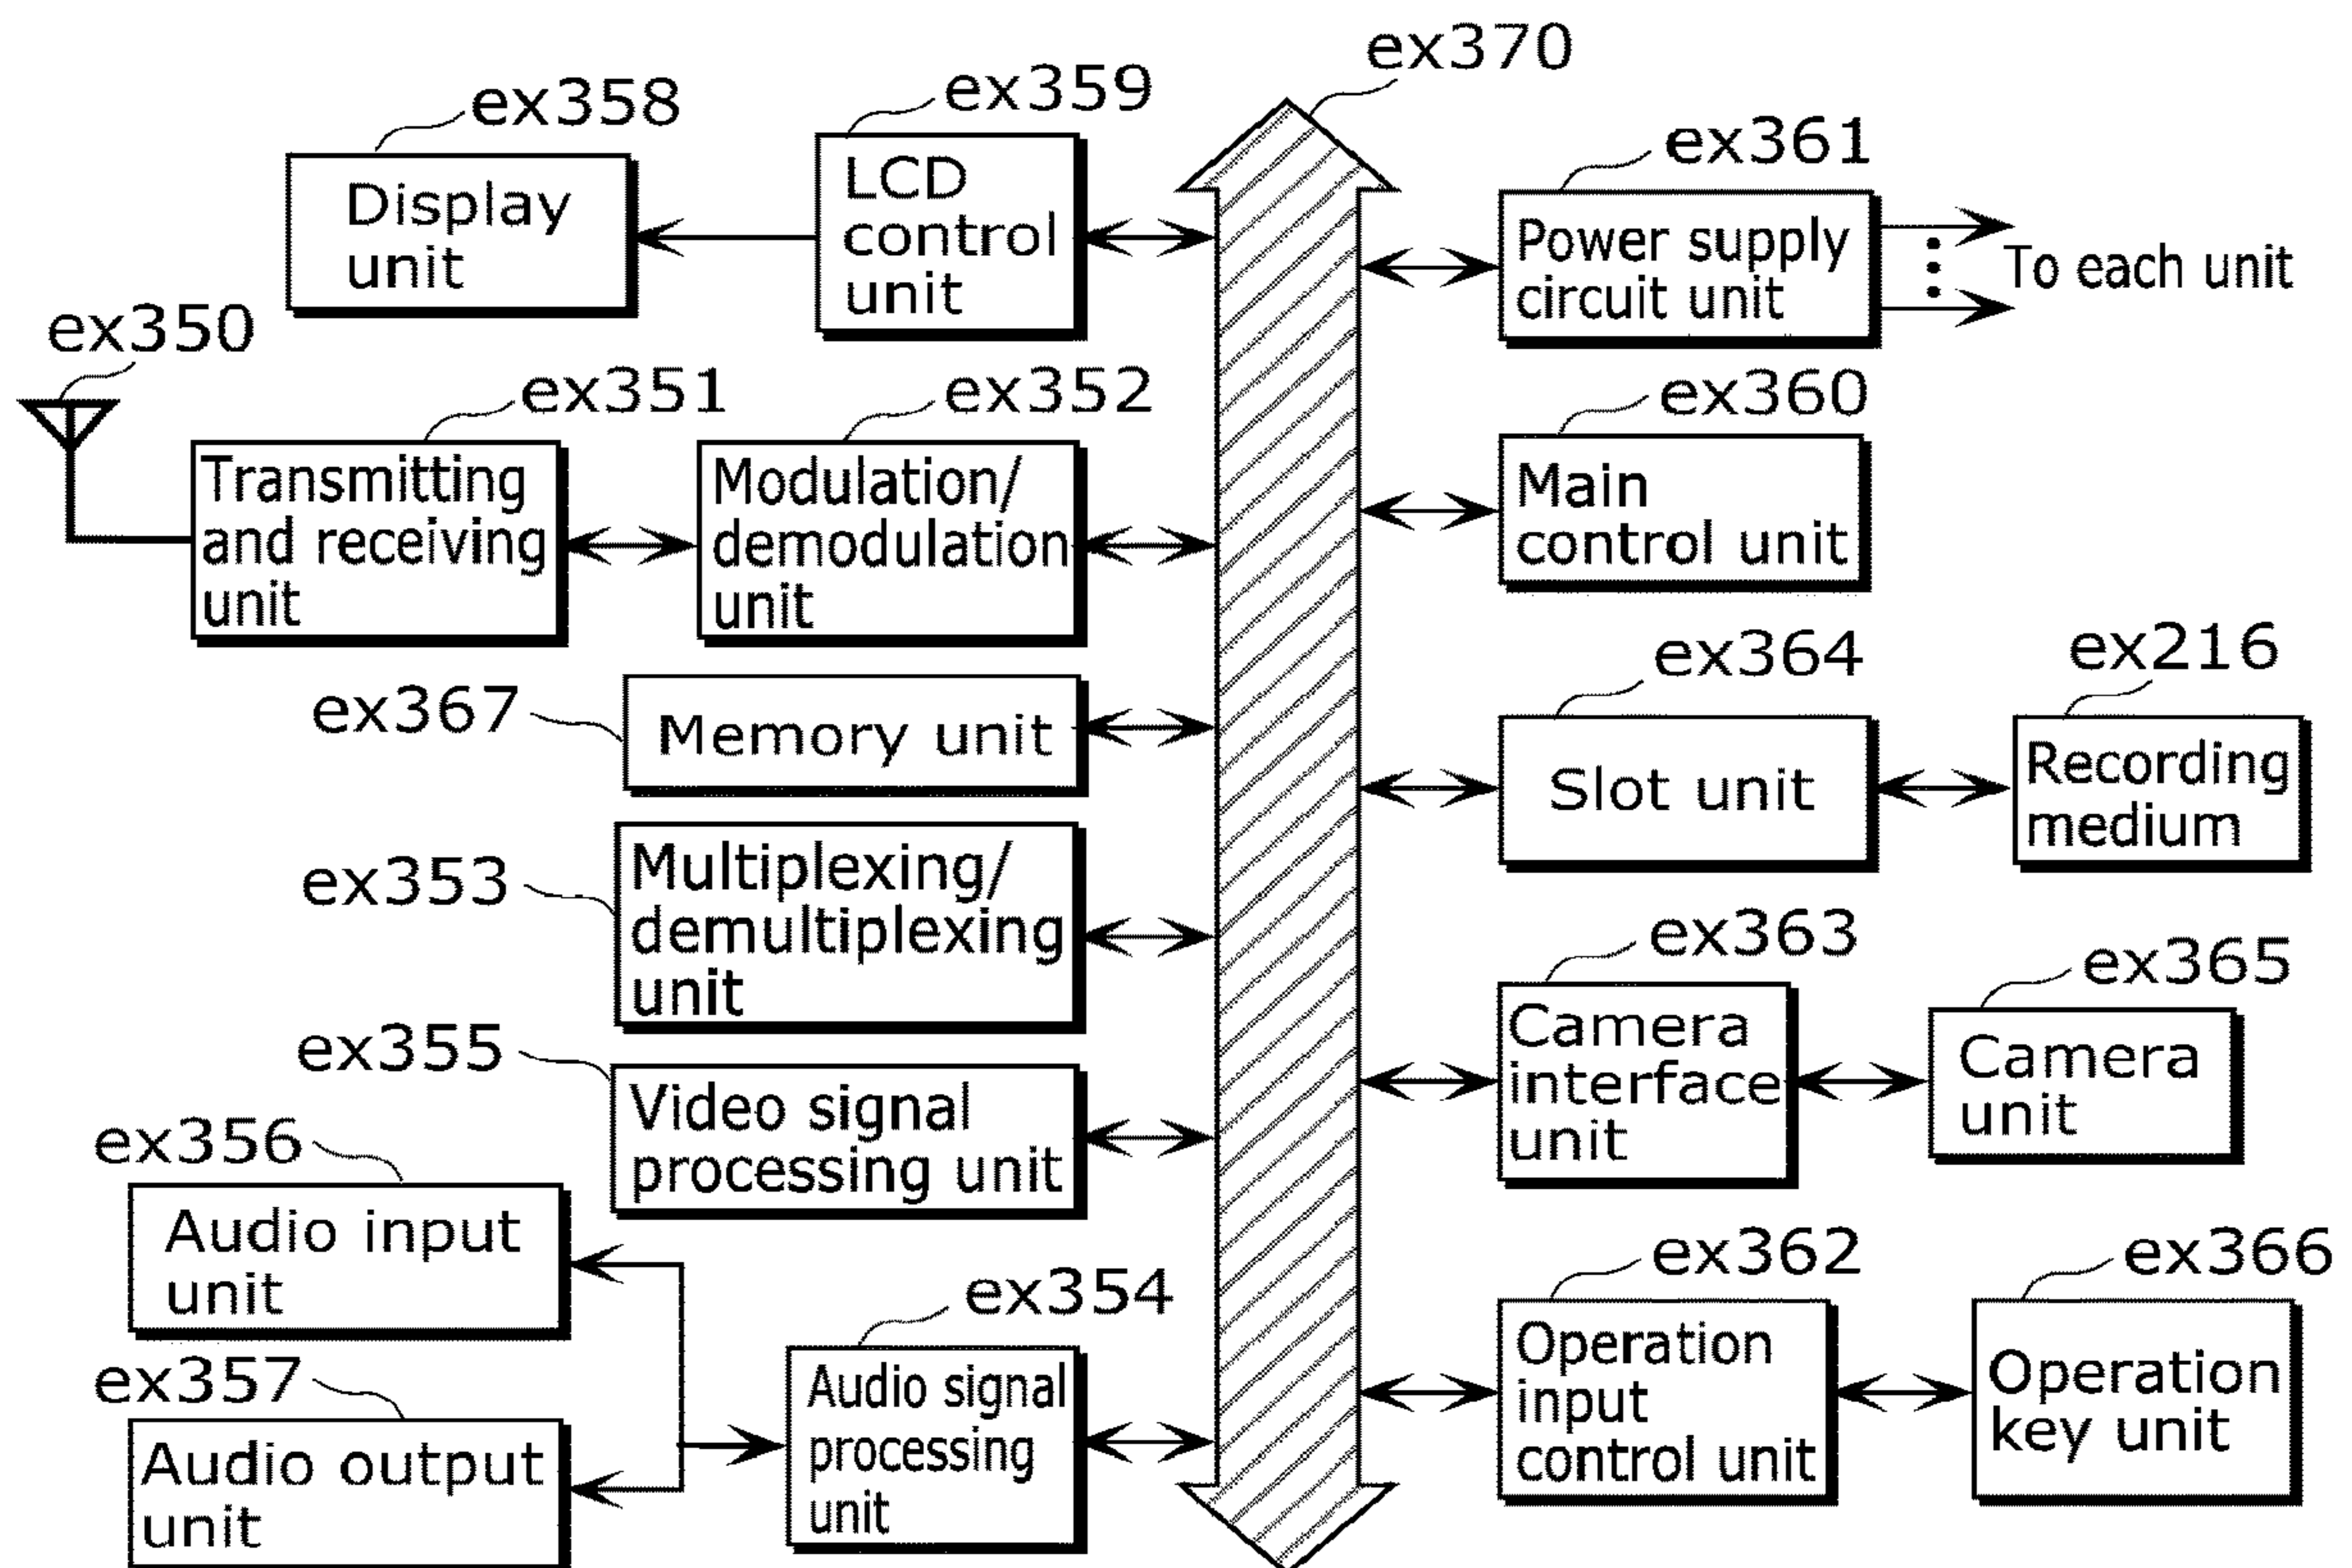 ex370
ex358
ex359
ex361
Display
unit
LCD
control
unit
Power supply
circuit unit
To each unit
ex350
ex351
ex352
ex360
Transmitting
and receiving
unit
Modulation/
demodulation
unit
Main
control unit
ex367
Memory unit
ex364
ex216
Slot unit
Recording
medium
ex353
Multiplexing/
demultiplexing
unit
ex363
ex365
Camera
interface
unit
Camera
unit
ex355
Video signal
processing unit
ex356
Audio input
unit
ex354
ex362
ex366
ex357
Audio output
unit
Audio signal
processing
unit
Operation
input
control unit
Operation
key unit